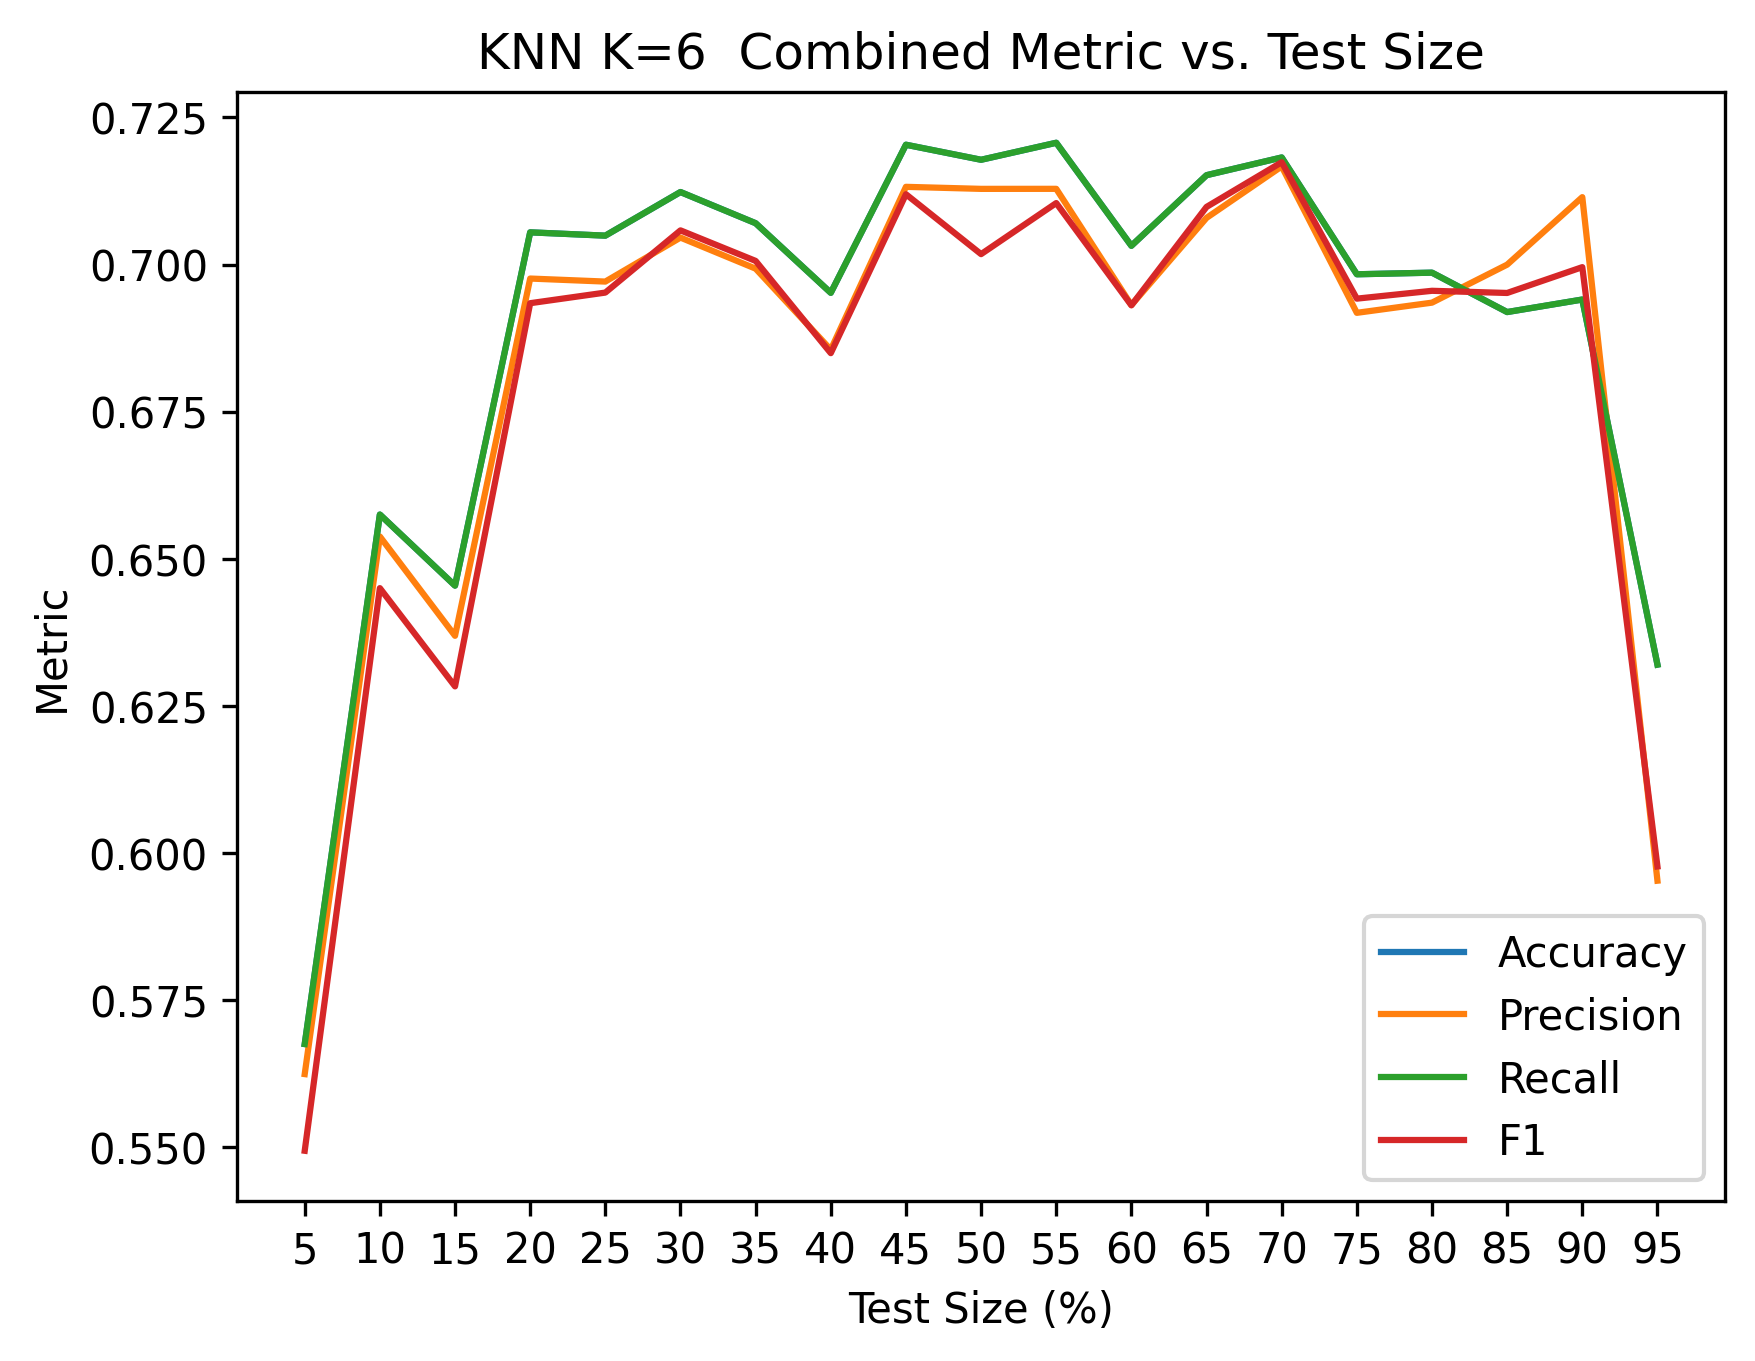 KNN K=6  Combined Metric vs. Test Size
0.725
0.700
0.675
0.650
0.625
0.600
0.575
0.550
Metric
Accuracy
Precision
Recall
F1
5 10 15 20 25 30 35 40 45 50 55 60 65 70 75 80 85 90 95
Test Size (%)